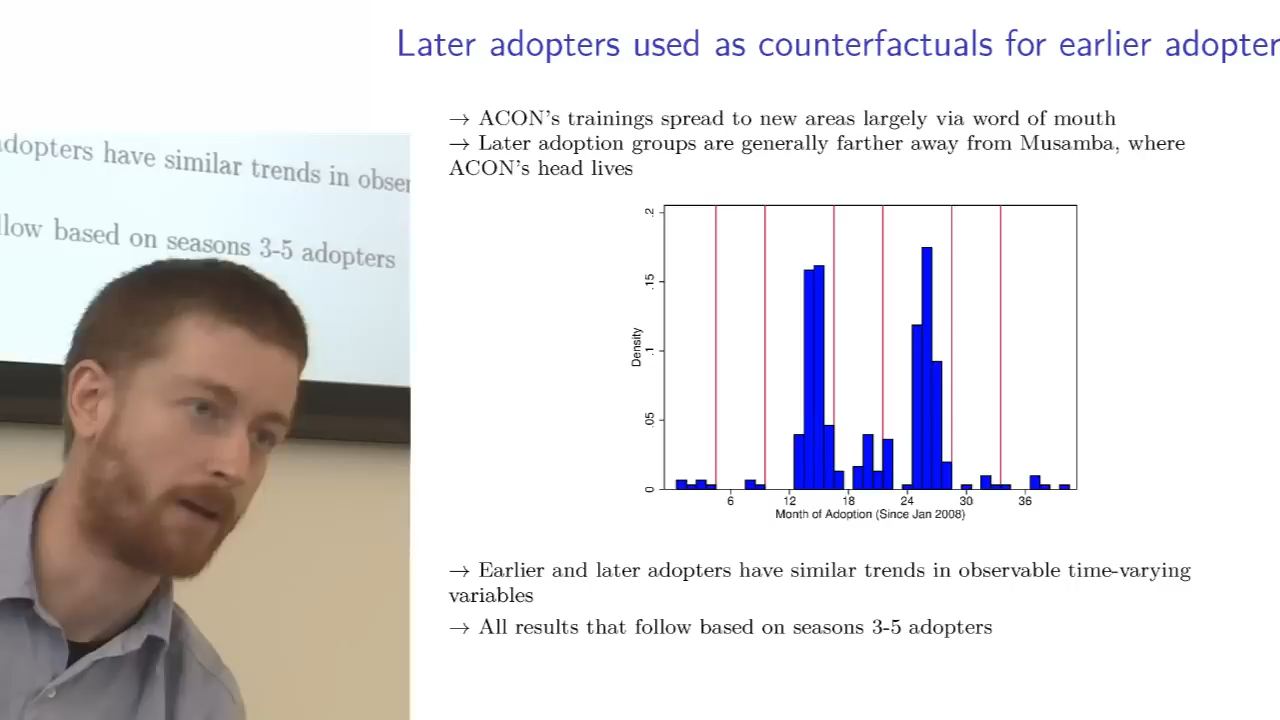 Later adopters used as counterfactuals for earlier adopter
→ ACON's trainings spread to new areas largely via word of mouth
→ Later adoption groups are generally farther away from Musamba, where
ACON's head lives
adopters have similar trends in obser
llow based on seasons 3-5 adopters
Density
.2
.15
.1
.05
0
6 12 18 24 30 36
Month of Adoption (Since Jan 2008)
→ Earlier and later adopters have similar trends in observable time-varying
variables
→ All results that follow based on seasons 3-5 adopters